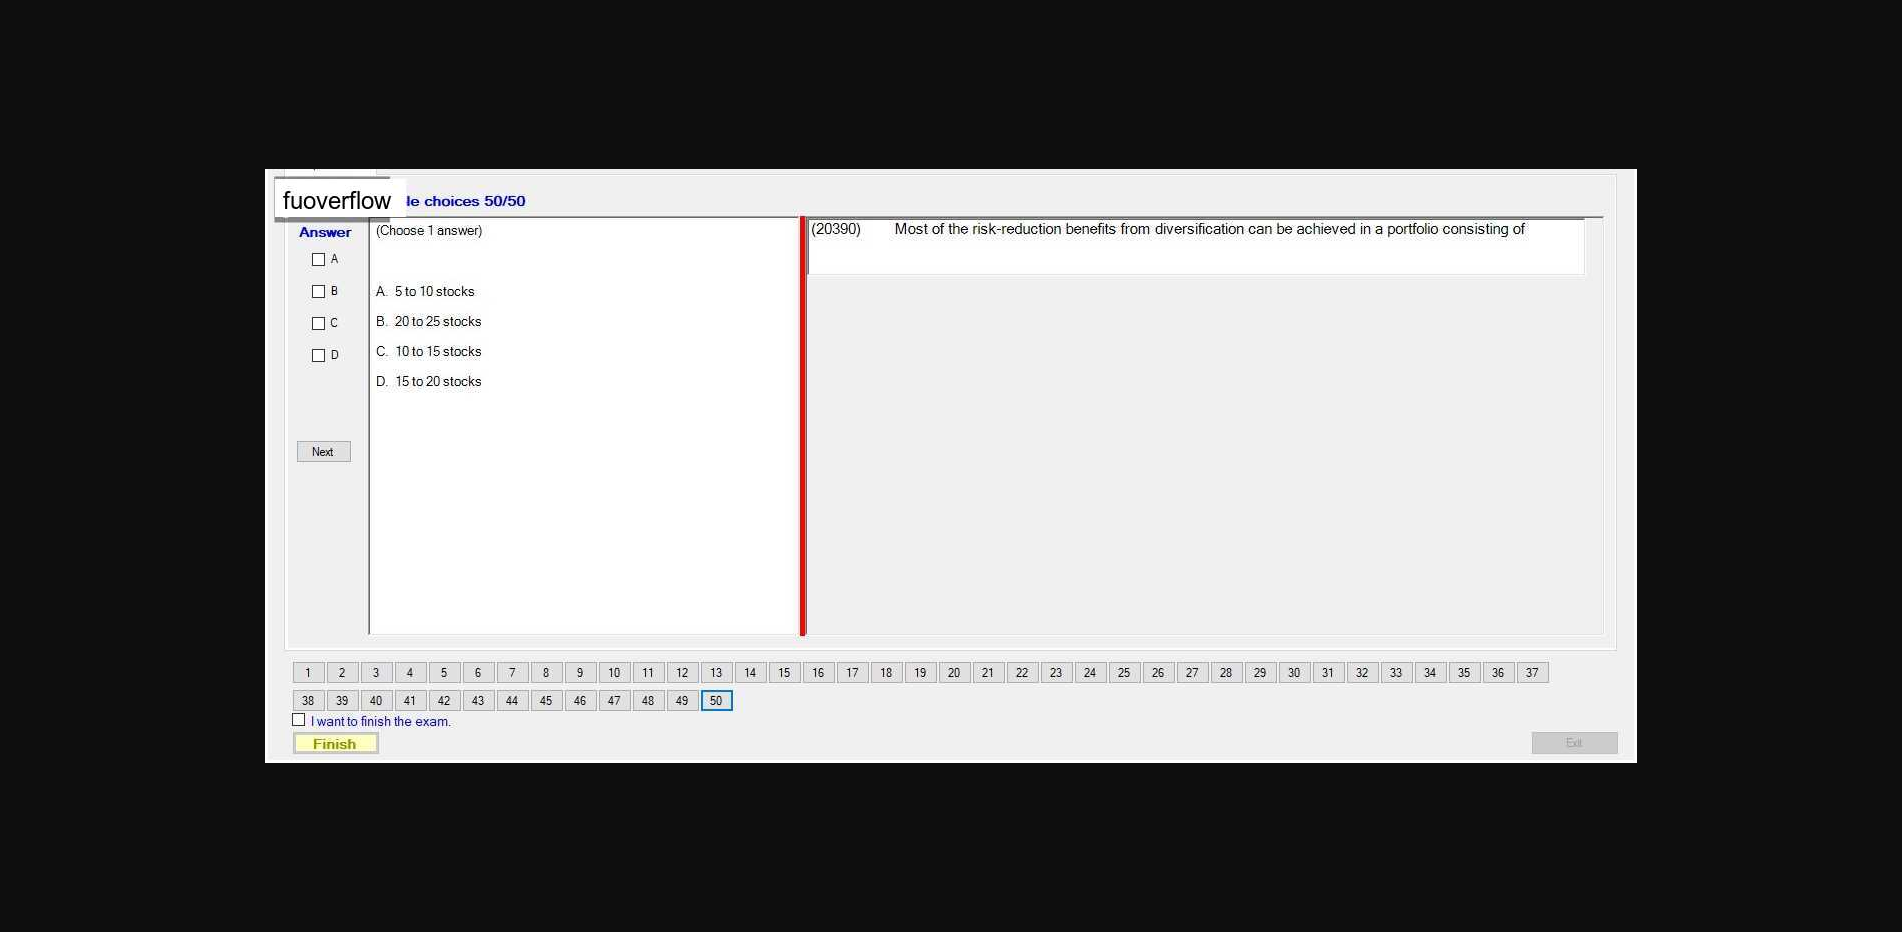 fuoverflow
le choices 50/50
Answer
(Choose 1 answer)
(20390) Most of the risk-reduction benefits from diversification can be achieved in a portfolio consisting of
A
B
C
D
A. 5 to 10 stocks
B. 20 to 25 stocks
C. 10 to 15 stocks
D. 15 to 20 stocks
Next
1 2 3 4 5 6 7 8 9 10 11 12 13 14 15 16 17 18 19 20 21 22 23 24 25 26 27 28 29 30 31 32 33 34 35 36 37
38 39 40 41 42 43 44 45 46 47 48 49 50
I want to finish the exam.
Finish
Exit